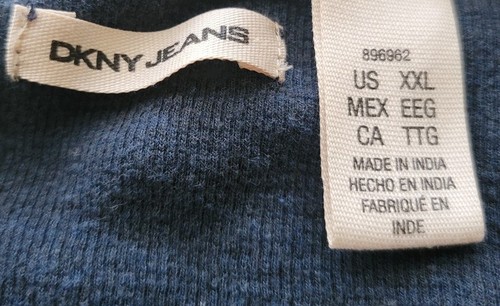 DKNY JEANS
896962
US XXL
MEX EEG
CA TTG
MADE IN INDIA
HECHO EN INDIA
FABRIQUÉ EN
INDE